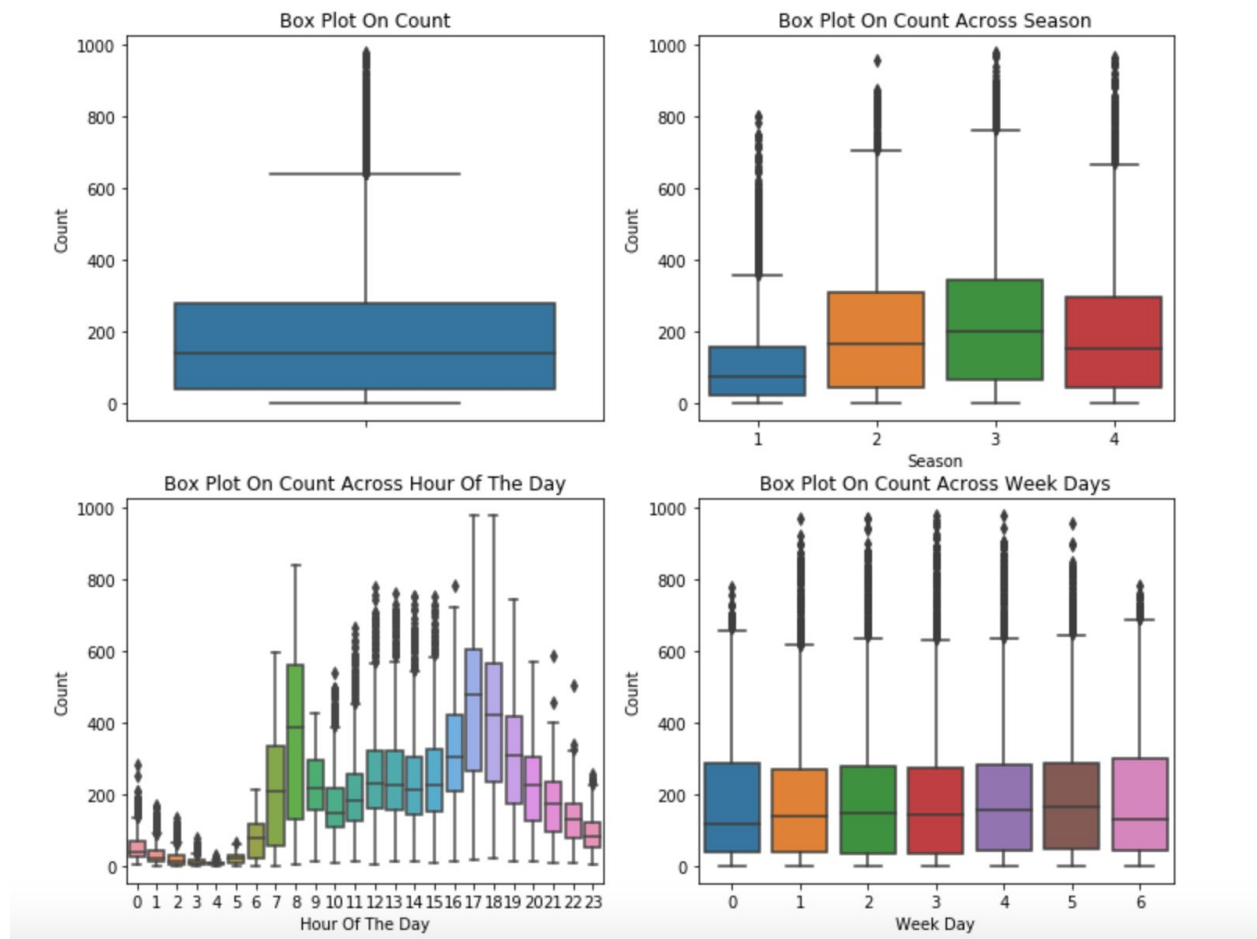 Box Plot On Count
1000
800
600
400
200
0
Count
Box Plot On Count Across Season
1000
800
600
400
200
0
Count
1 2 3 4
Season
Box Plot On Count Across Hour Of The Day
1000
800
600
400
200
0
Count
0 1 2 3 4 5 6 7 8 9 10 11 12 13 14 15 16 17 18 19 20 21 22 23
Hour Of The Day
Box Plot On Count Across Week Days
1000
800
600
400
200
0
Count
0 1 2 3 4 5 6
Week Day